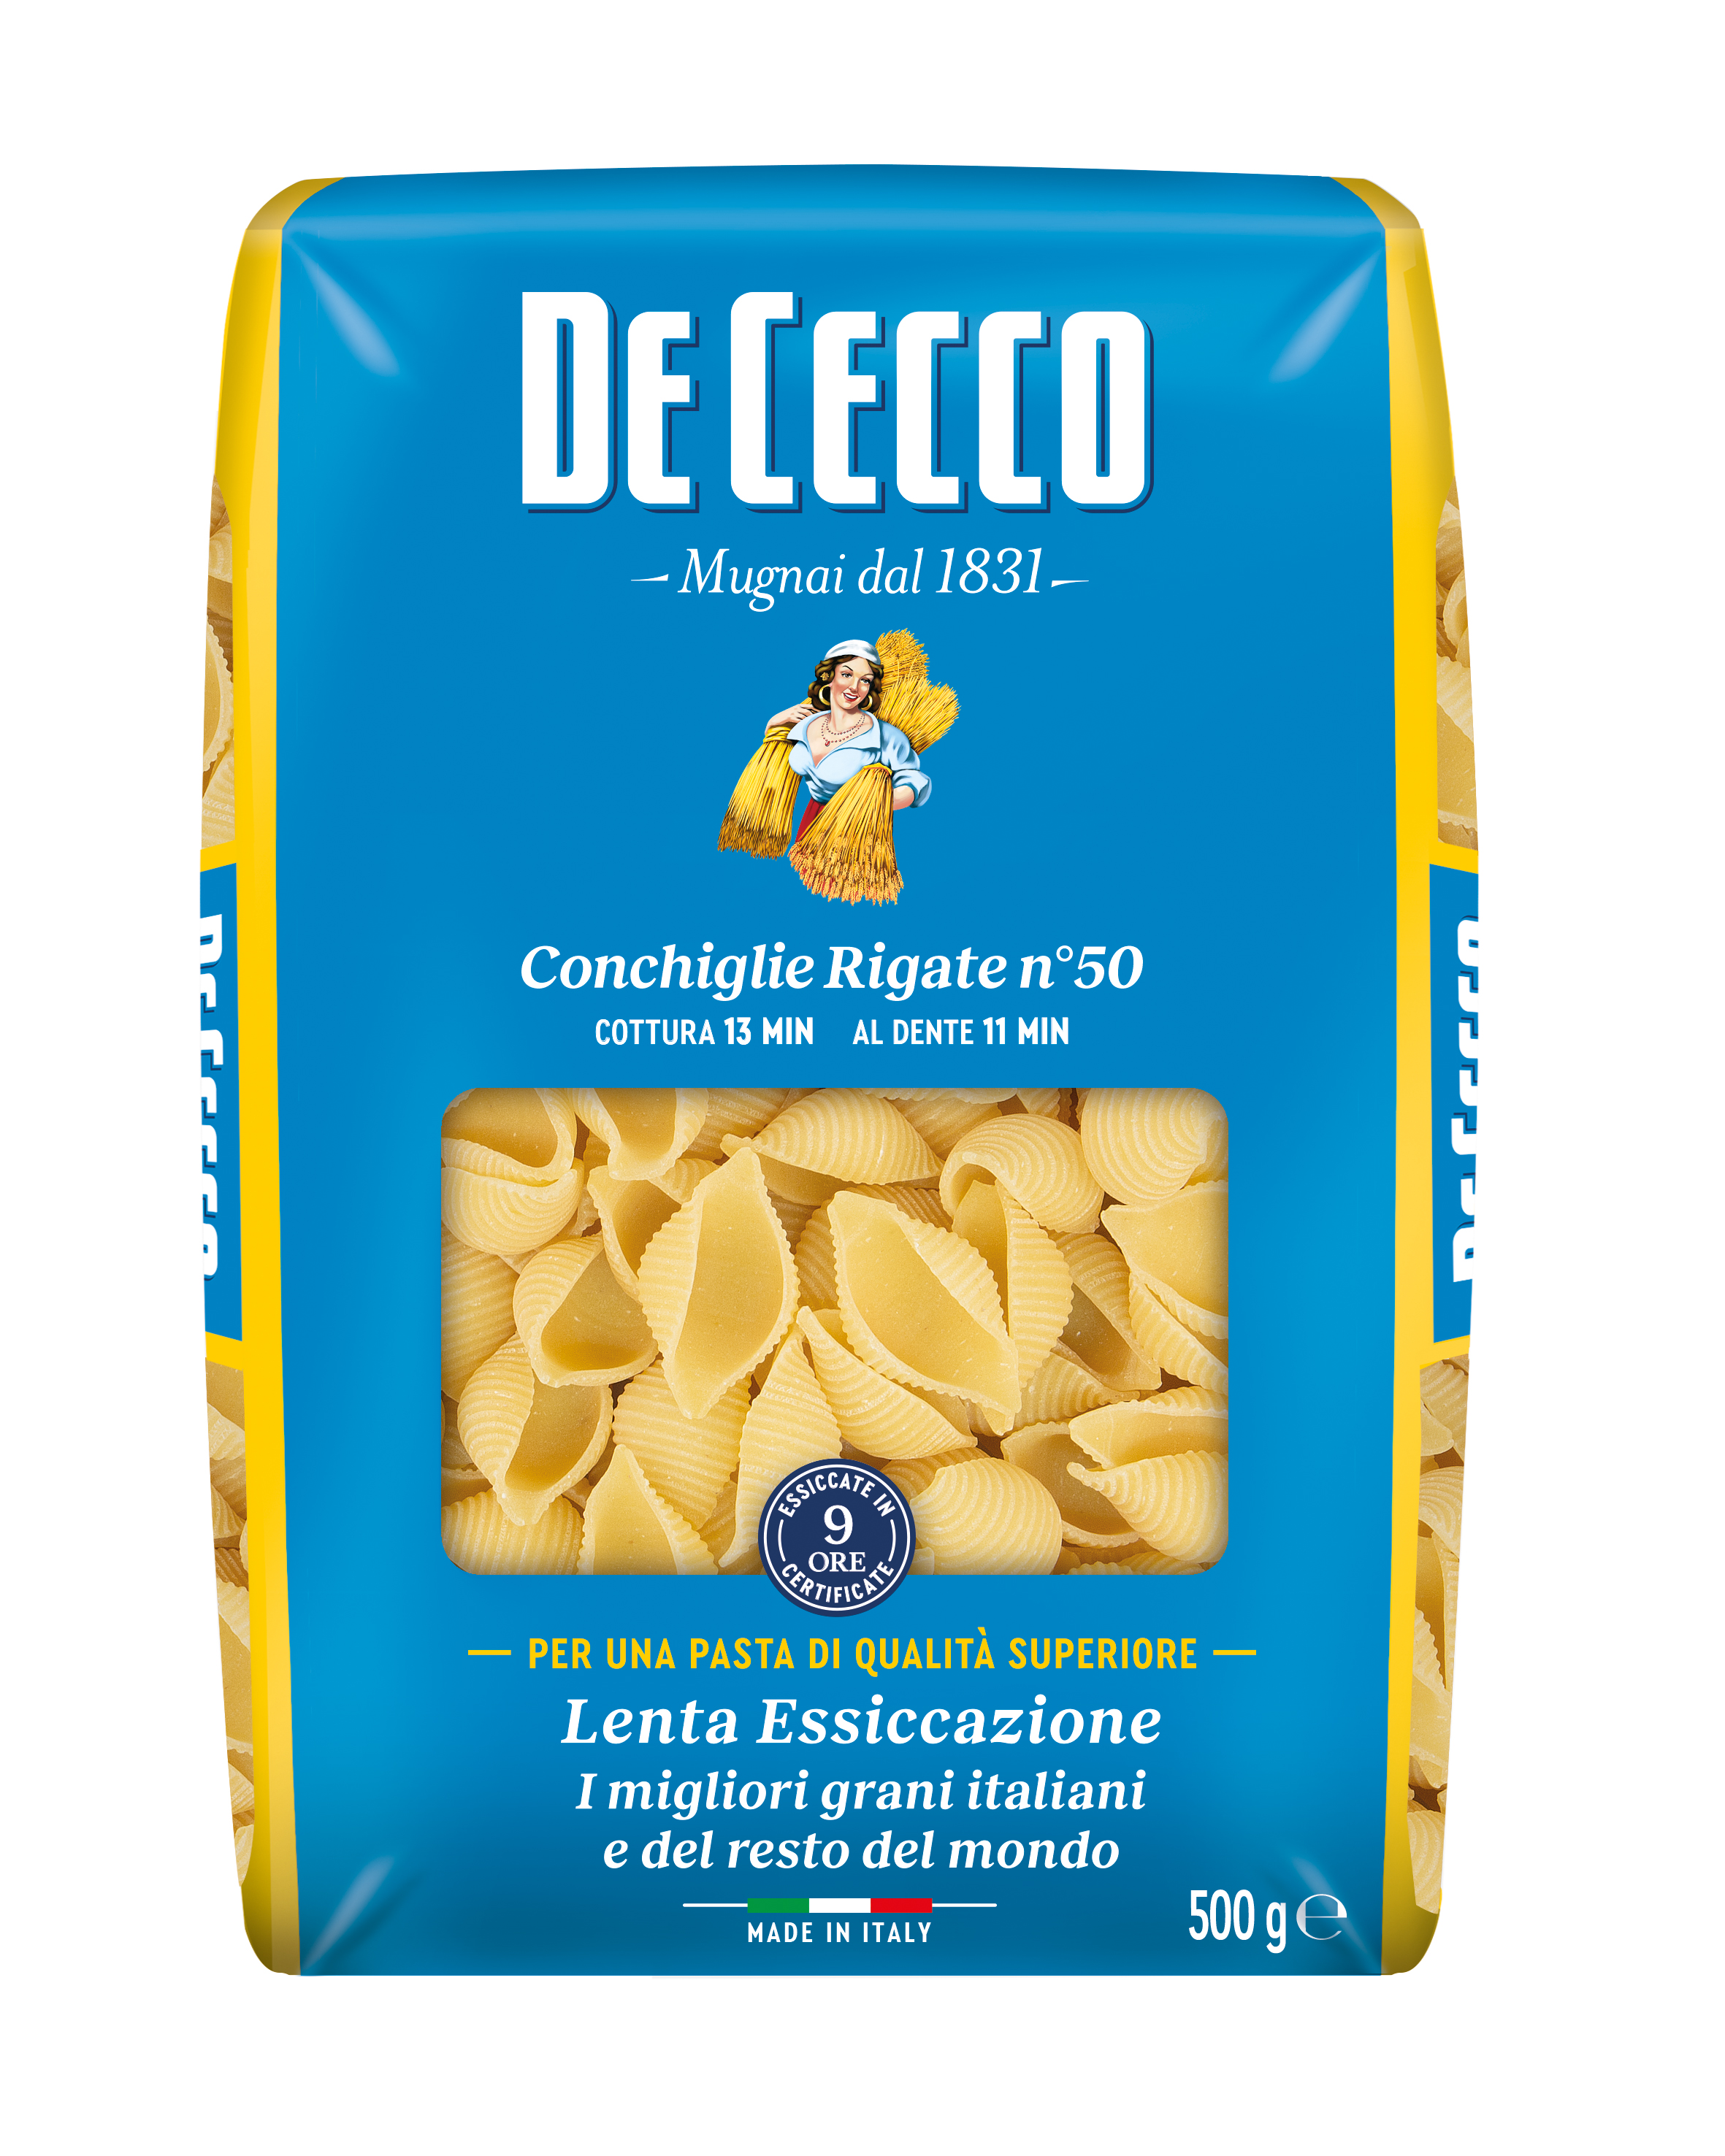 DE CECCO
Mugnai dal 1831
Conchiglie Rigate n°50
COTTURA 13 MIN AL DENTE 11 MIN
ESSICCATE IN
9
ORE
CERTIFICATE
PER UNA PASTA DI QUALITÀ SUPERIORE
Lenta Essiccazione
I migliori grani italiani
e del resto del mondo
MADE IN ITALY
500 g ℮